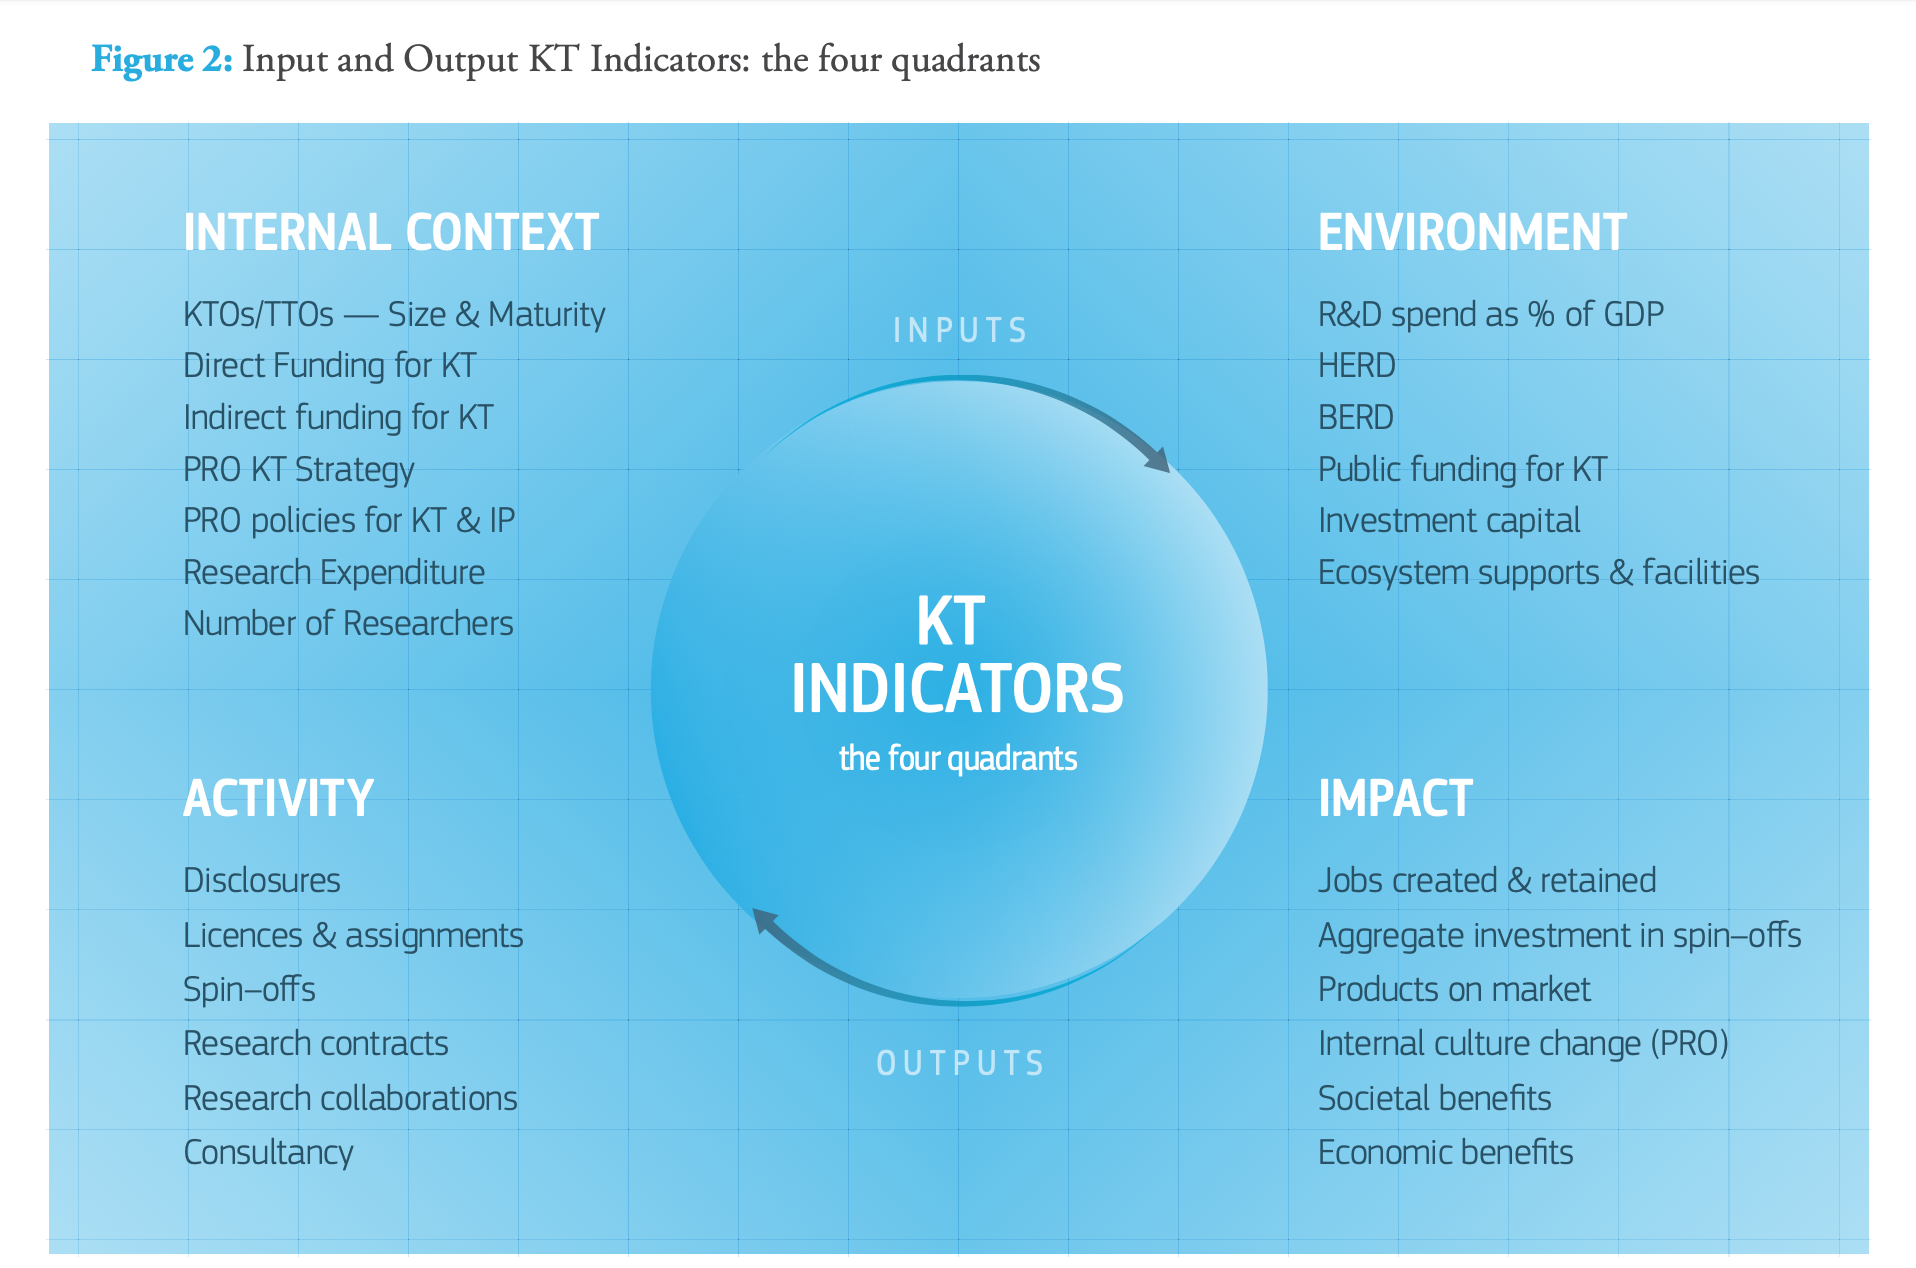 Figure 2: Input and Output KT Indicators: the four quadrants
INTERNAL CONTEXT
KTOs/TTOs — Size & Maturity
Direct Funding for KT
Indirect funding for KT
PRO KT Strategy
PRO policies for KT & IP
Research Expenditure
Number of Researchers
ENVIRONMENT
R&D spend as % of GDP
HERD
BERD
Public funding for KT
Investment capital
Ecosystem supports & facilities
INPUTS
KT
INDICATORS
the four quadrants
OUTPUTS
ACTIVITY
Disclosures
Licences & assignments
Spin–offs
Research contracts
Research collaborations
Consultancy
IMPACT
Jobs created & retained
Aggregate investment in spin–offs
Products on market
Internal culture change (PRO)
Societal benefits
Economic benefits